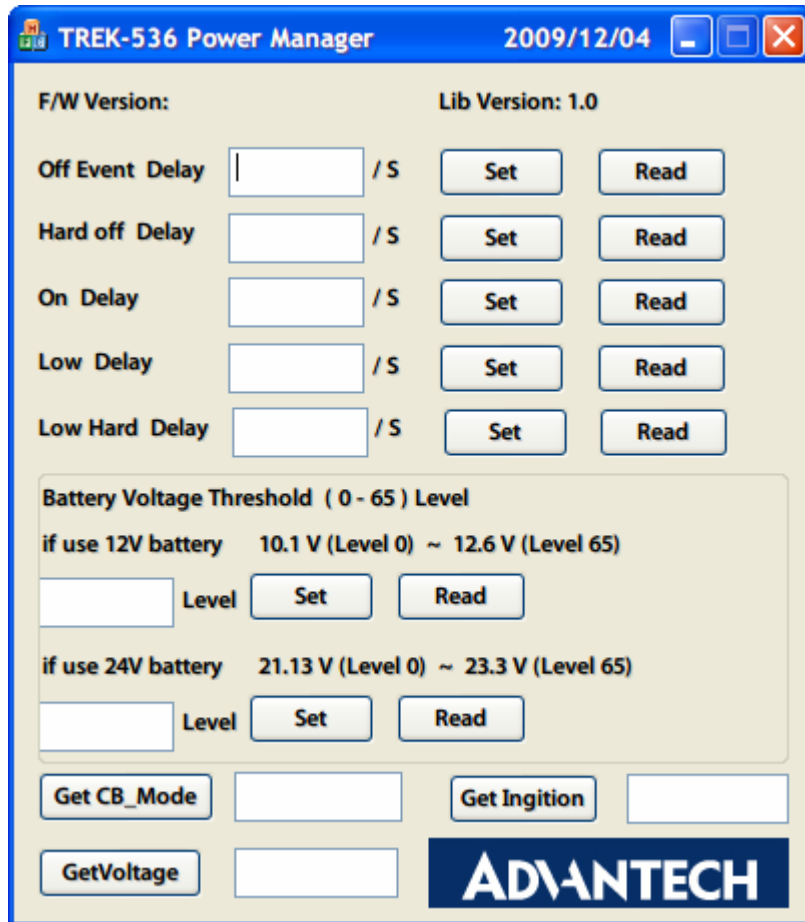 TREK-536 Power Manager 2009/12/04
F/W Version: Lib Version: 1.0
Off Event Delay / S Set Read
Hard off Delay / S Set Read
On Delay / S Set Read
Low Delay / S Set Read
Low Hard Delay / S Set Read
Battery Voltage Threshold ( 0 - 65 ) Level
if use 12V battery 10.1 V (Level 0) ~ 12.6 V (Level 65)
Level Set Read
if use 24V battery 21.13 V (Level 0) ~ 23.3 V (Level 65)
Level Set Read
Get CB_Mode Get Ingition
GetVoltage ADVANTECH